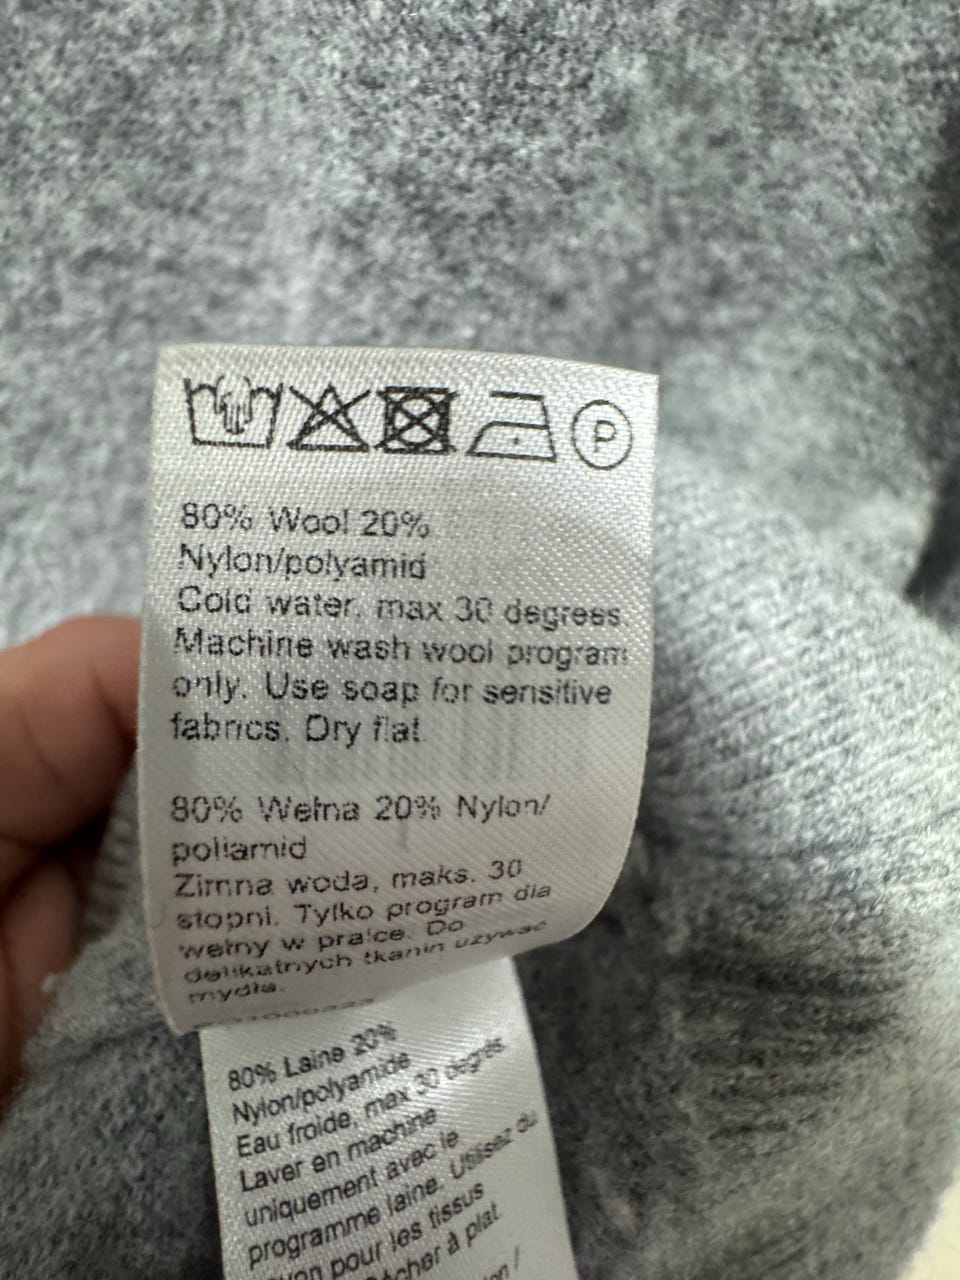 P
80% Wool 20%
Nylon/polyamid
Cold water, max 30 degrees.
Machine wash wool program
only. Use soap for sensitive
fabrics. Dry flat.
80% Wełna 20% Nylon/
poliamid
Zimna woda, maks. 30
stopni. Tylko program dla
wełny w pralce. Do
delikatnych tkanin używać
mydła.
80% Laine 20%
Nylon/polyamide
Eau froide, max 30 degrés.
Laver en machine
uniquement avec le
programme laine. Utilisez du
pour les tissus
à plat